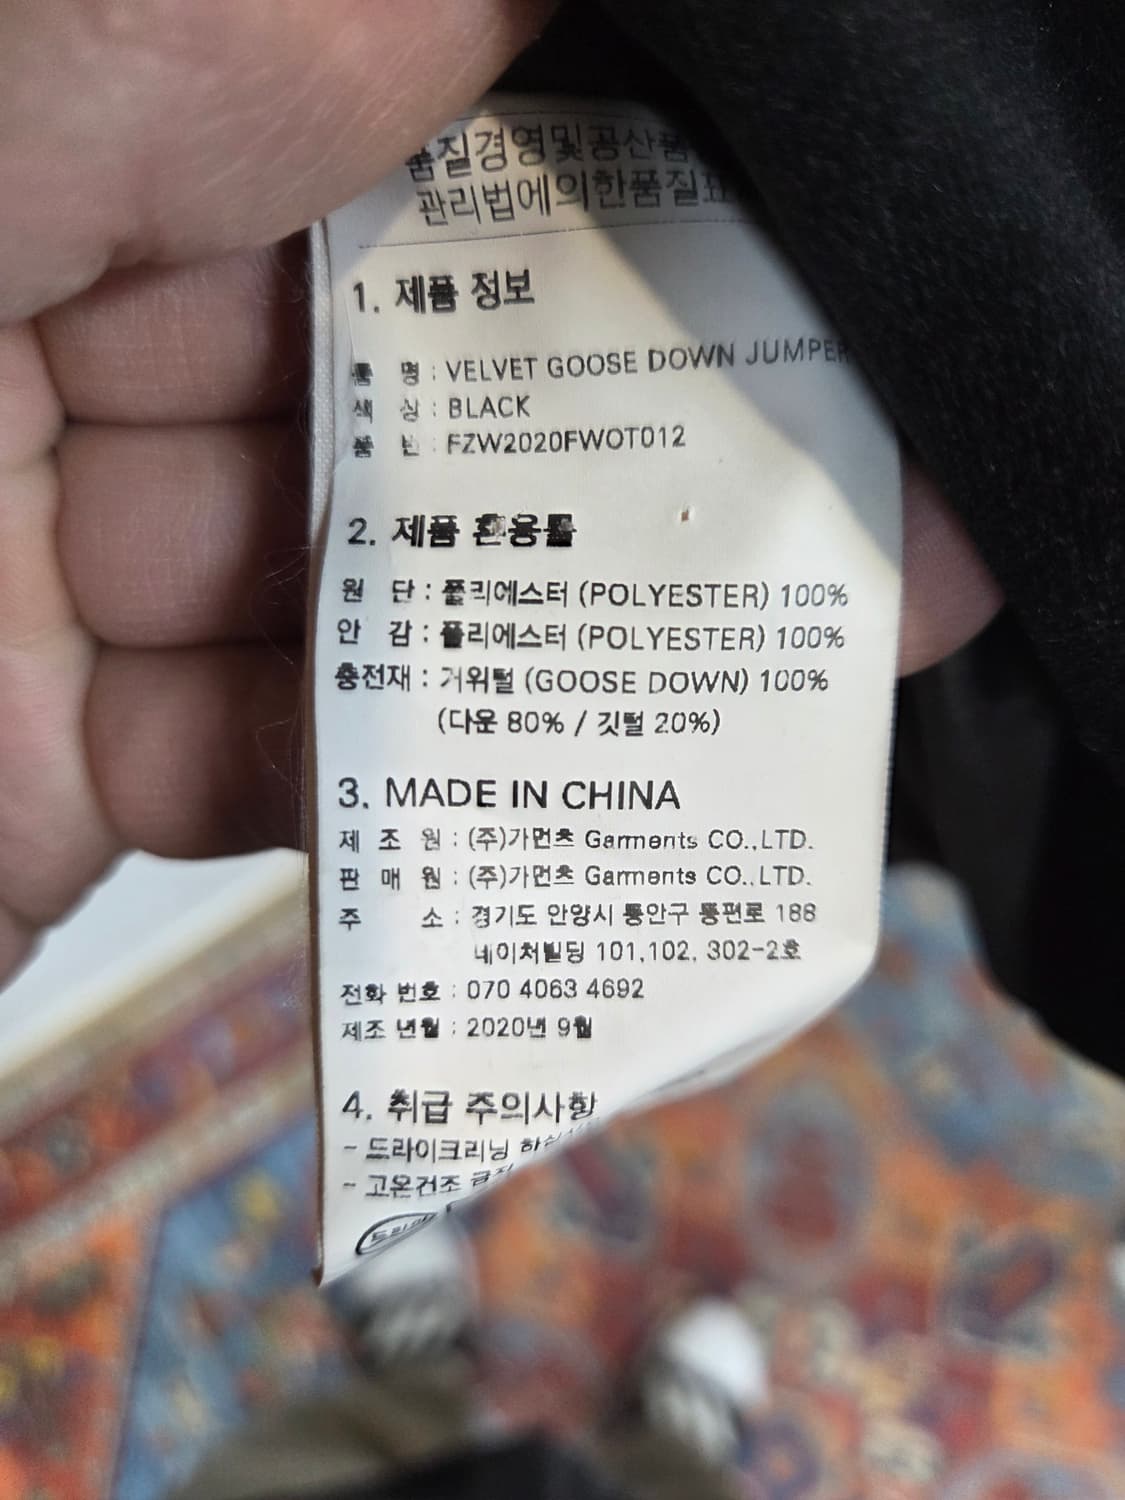 품질경영및공산품
관리법에의한품질표
1. 제품 정보
품 명 : VELVET GOOSE DOWN JUMPER
색 상 : BLACK
품 번 : FZW2020FWOT012
2. 제품 혼용률
원 단 : 폴리에스터 (POLYESTER) 100%
안 감 : 폴리에스터 (POLYESTER) 100%
충전재 : 거위털 (GOOSE DOWN) 100%
(다운 80% / 깃털 20%)
3. MADE IN CHINA
제 조 원 : (주)가먼츠 Garments CO.,LTD.
판 매 원 : (주)가먼츠 Garments CO.,LTD.
주 소 : 경기도 안양시 동안구 동편로 188
네이처빌딩 101,102, 302-2호
전화 번호 : 070 4063 4692
제조 년월 : 2020년 9월
4. 취급 주의사항
- 드라이크리닝
- 고온건조 금지
드라이